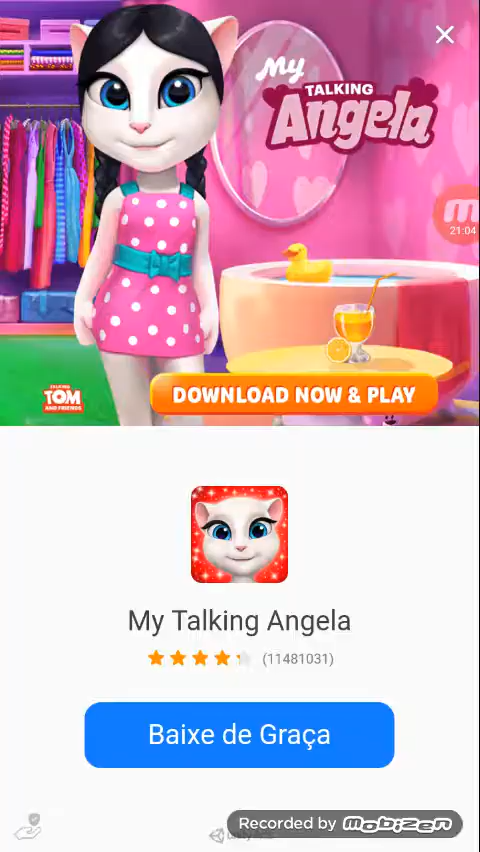 My
TALKING
Angela
21:04
TALKING
TOM
AND FRIENDS
DOWNLOAD NOW & PLAY
My Talking Angela
(11481031)
Baixe de Graça
Recorded by Mobizen